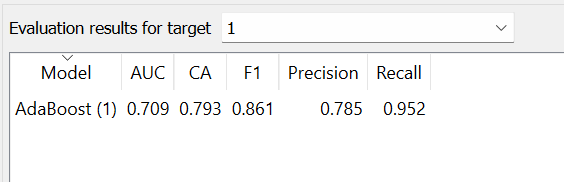 Evaluation results for target 1
Model AUC CA F1 Precision Recall
AdaBoost (1) 0.709 0.793 0.861 0.785 0.952